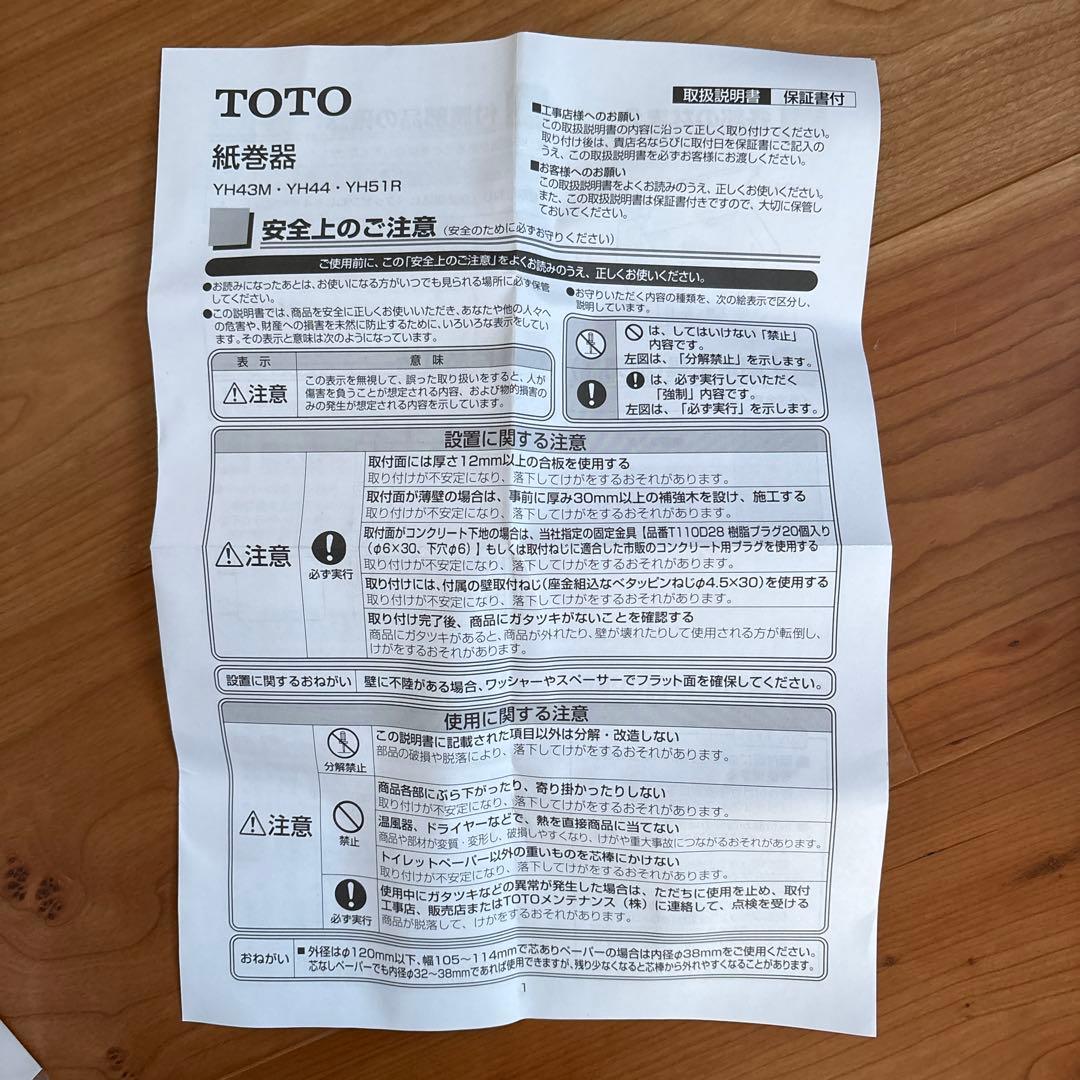 TOTO
取扱説明書 保証書付
紙巻器
YH43M・YH44・YH51R
■工事店様へのお願い
この取扱説明書の内容に沿って正しく取り付けてください。
取り付け後は、貴店名ならびに取付日を保証書にご記入の
うえ、この取扱説明書を必ずお客様にお渡しください。
■お客様へのお願い
この取扱説明書をよくお読みのうえ、正しくお使いください。
また、この取扱説明書は保証書付きですので、大切に保管し
ておいてください。
安全上のご注意(安全のために必ずお守りください)
ご使用前に、この「安全上のご注意」をよくお読みのうえ、正しくお使いください。
●お読みになったあとは、お使いになる方がいつでも見られる場所に必ず保管
してください。
●この説明書では、商品を安全に正しくお使いいただき、あなたや他の人々へ
の危害や、財産への損害を未然に防止するために、いろいろな表示をしてい
ます。その表示と意味は次のようになっています。
表示 意味
注意
この表示を無視して、誤った取り扱いをすると、人が
傷害を負うことが想定される内容、および物的損害の
みの発生が想定される内容を示しています。
●お守りいただく内容の種類を、次の絵表示で区分し、
説明しています。
は、してはいけない「禁止」
内容です。
左図は、「分解禁止」を示します。
は、必ず実行していただく
「強制」内容です。
左図は、「必ず実行」を示します。
設置に関する注意
注意
必ず実行
取付面には厚さ12mm以上の合板を使用する
取り付けが不安定になり、落下してけがをするおそれがあります。
取付面が薄壁の場合は、事前に厚み30mm以上の補強木を設け、施工する
取り付けが不安定になり、落下してけがをするおそれがあります。
取付面がコンクリート下地の場合は、当社指定の固定金具【品番T110D28 樹脂プラグ20個入り
(φ6×30、下穴φ6)】もしくは取付ねじに適合した市販のコンクリート用プラグを使用する
取り付けが不安定になり、落下してけがをするおそれがあります。
取り付けには、付属の壁取付ねじ(座金組込なベタッピンねじφ4.5×30)を使用する
取り付けが不安定になり、落下してけがをするおそれがあります。
取り付け完了後、商品にガタツキがないことを確認する
商品にガタツキがあると、商品が外れたり、壁が壊れたりして使用される方が転倒し、
けがをするおそれがあります。
設置に関するおねがい 壁に不陸がある場合、ワッシャーやスペーサーでフラット面を確保してください。
使用に関する注意
注意
分解禁止
この説明書に記載された項目以外は分解・改造しない
部品の破損や脱落により、落下してけがをするおそれがあります。
禁止
商品各部にぶら下がったり、寄り掛かったりしない
取り付けが不安定になり、落下してけがをするおそれがあります。
温風器、ドライヤーなどで、熱を直接商品に当てない
商品や部材が変質・変形し、破損しやすくなり、けがや重大事故につながるおそれがあります。
トイレットペーパー以外の重いものを芯棒にかけない
取り付けが不安定になり、落下してけがをするおそれがあります。
必ず実行
使用中にガタツキなどの異常が発生した場合は、ただちに使用を止め、取付
工事店、販売店またはTOTOメンテナンス(株)に連絡して、点検を受ける
商品が脱落して、けがをするおそれがあります。
おねがい
■外径はφ120mm以下、幅105〜114mmで芯ありペーパーの場合は内径φ38mmをご使用ください。
芯なしペーパーでも内径φ32〜38mmであれば使用できますが、残り少なくなると芯棒から外れやすくなることがあります。
1